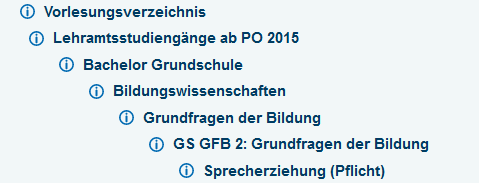 Vorlesungsverzeichnis
Lehramtsstudiengänge ab PO 2015
Bachelor Grundschule
Bildungswissenschaften
Grundfragen der Bildung
GS GFB 2: Grundfragen der Bildung
Sprecherziehung (Pflicht)